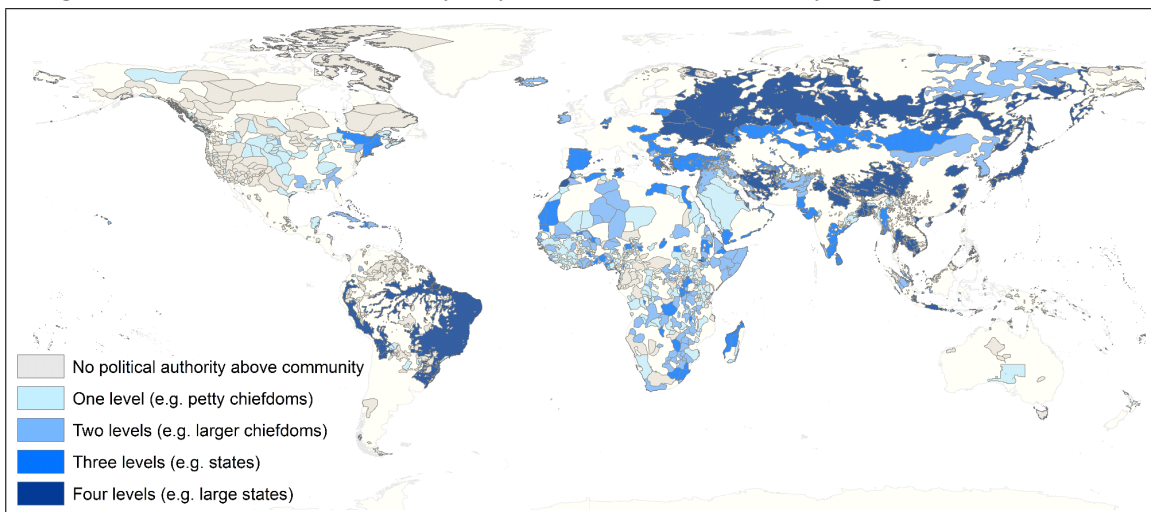 No political authority above community
One level (e.g. petty chiefdoms)
Two levels (e.g. larger chiefdoms)
Three levels (e.g. states)
Four levels (e.g. large states)